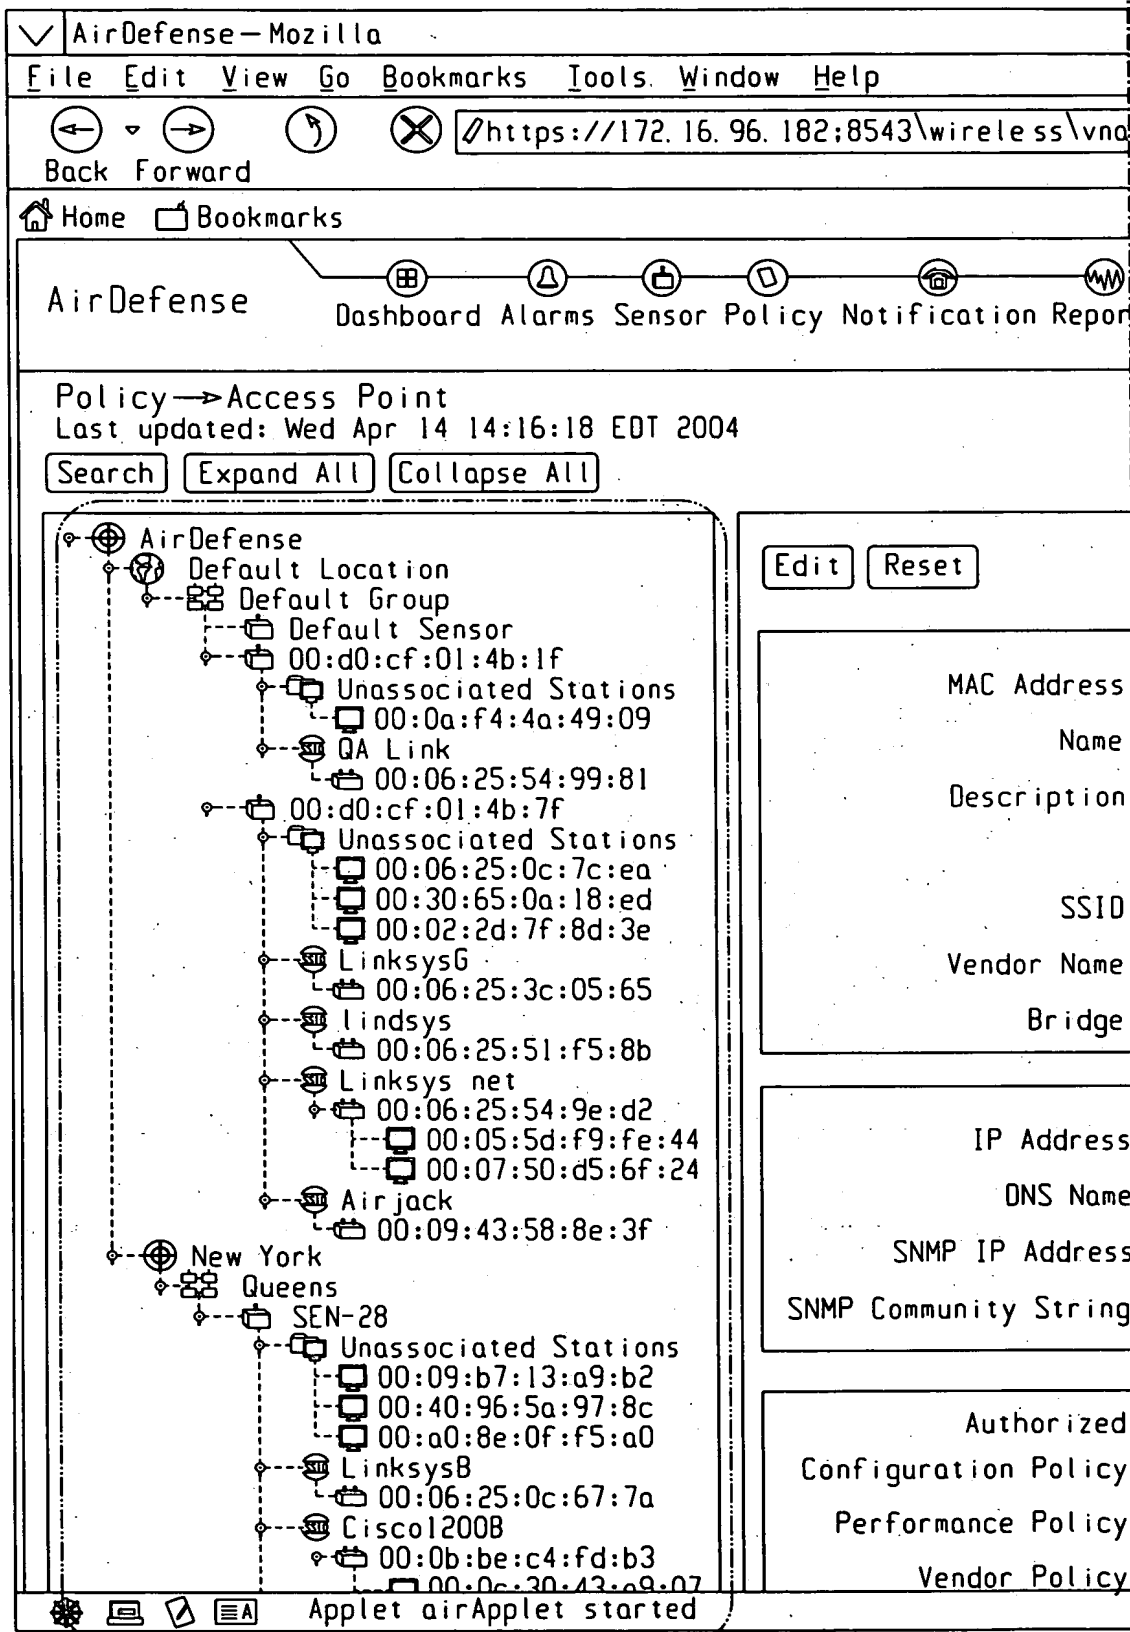 AirDefense—Mozilla
File Edit View Go Bookmarks Tools. Window Help
https://172.16.96.182:8543\wireless\vna
Back Forward
Home Bookmarks
AirDefense
Dashboard Alarms Sensor Policy Notification Repor
Policy→Access Point
Last updated: Wed Apr 14 14:16:18 EDT 2004
Search Expand All Collapse All
AirDefense
Default Location
Default Group
Default Sensor
00:d0:cf:01:4b:1f
Unassociated Stations
00:0a:f4:4a:49:09
QA Link
00:06:25:54:99:81
00:d0:cf:01:4b:7f
Unassociated Stations
00:06:25:0c:7c:ea
00:30:65:0a:18:ed
00:02:2d:7f:8d:3e
LinksysG
00:06:25:3c:05:65
lindsys
00:06:25:51:f5:8b
Linksys net
00:06:25:54:9e:d2
00:05:5d:f9:fe:44
00:07:50:d5:6f:24
Airjack
00:09:43:58:8e:3f
New York
Queens
SEN-28
Unassociated Stations
00:09:b7:13:a9:b2
00:40:96:5a:97:8c
00:a0:8e:0f:f5:a0
LinksysB
00:06:25:0c:67:7a
Cisco1200B
00:0b:be:c4:fd:b3
00:0c:30:43:a9:07
Edit Reset
MAC Address
Name
Description
SSID
Vendor Name
Bridge
IP Address
DNS Name
SNMP IP Address
SNMP Community String
Authorized
Configuration Policy
Performance Policy
Vendor Policy
A Applet airApplet started